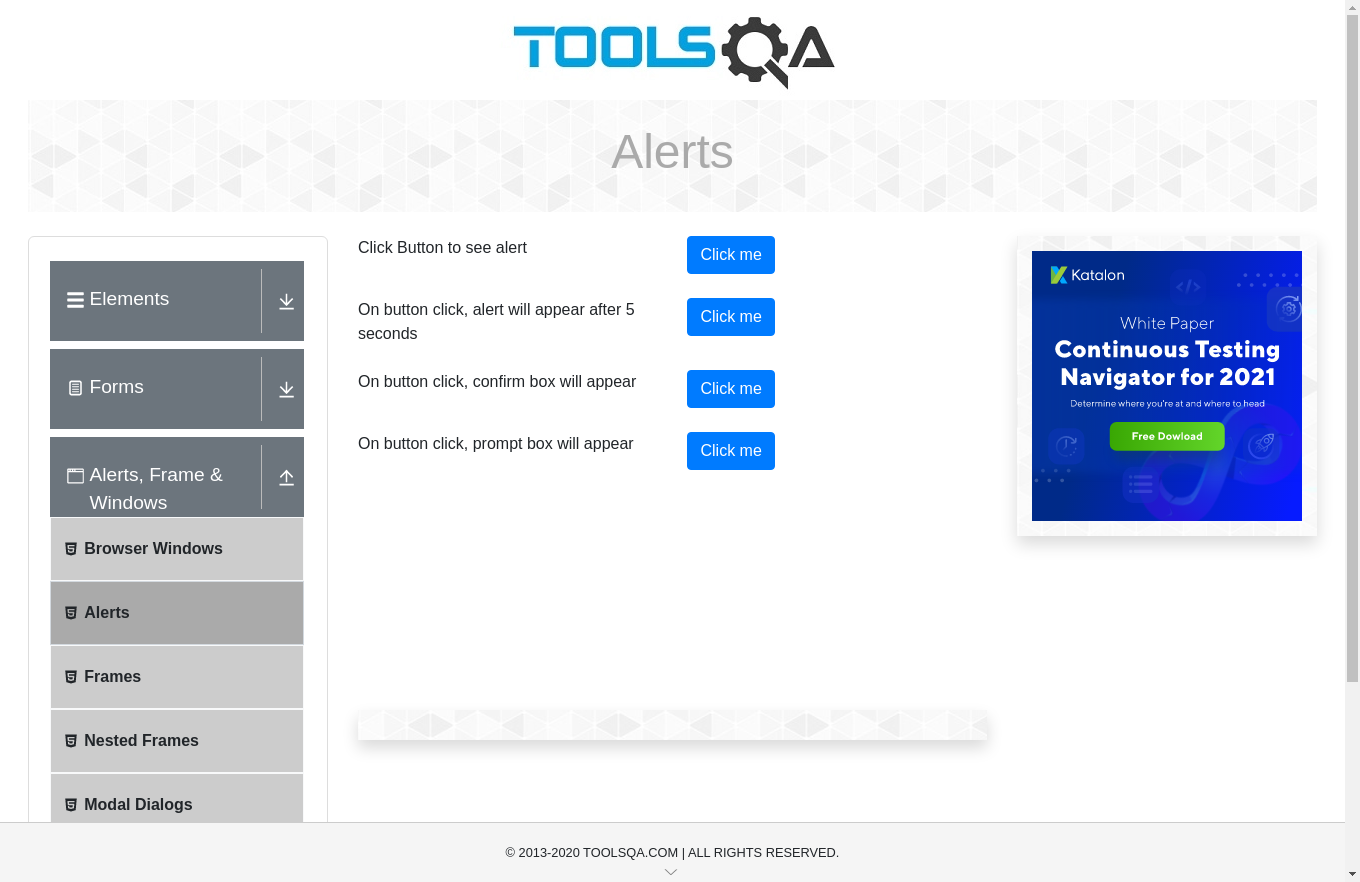 TOOLSQA
Alerts
Elements
Forms
Alerts, Frame &
Windows
Browser Windows
Alerts
Frames
Nested Frames
Modal Dialogs
Click Button to see alert
Click me
On button click, alert will appear after 5
seconds
Click me
On button click, confirm box will appear
Click me
On button click, prompt box will appear
Click me
Katalon
White Paper
Continuous Testing
Navigator for 2021
Determine where you're at and where to head
Free Dowload
© 2013-2020 TOOLSQA.COM | ALL RIGHTS RESERVED.